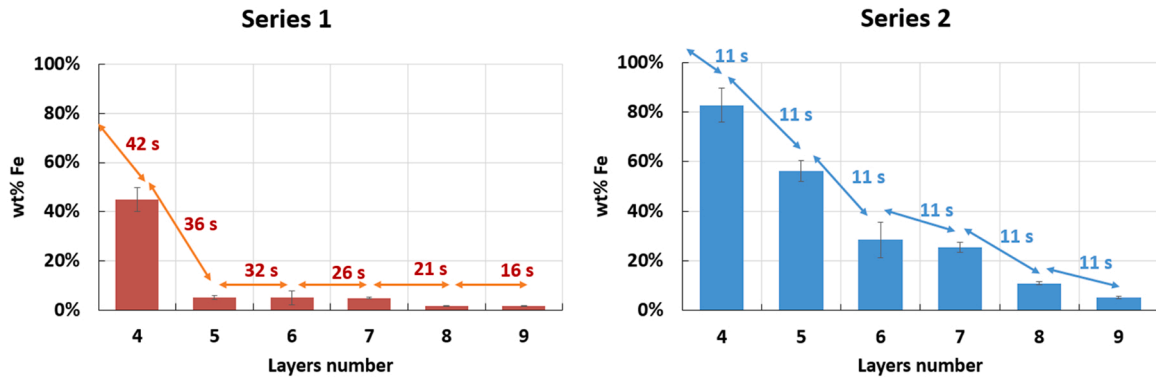 Series 1
100%
80%
60%
40%
20%
0%
wt% Fe
42 s
36 s
32 s
26 s
21 s
16 s
4 5 6 7 8 9
Layers number
Series 2
100%
80%
60%
40%
20%
0%
wt% Fe
11 s
11 s
11 s
11 s
11 s
11 s
4 5 6 7 8 9
Layers number